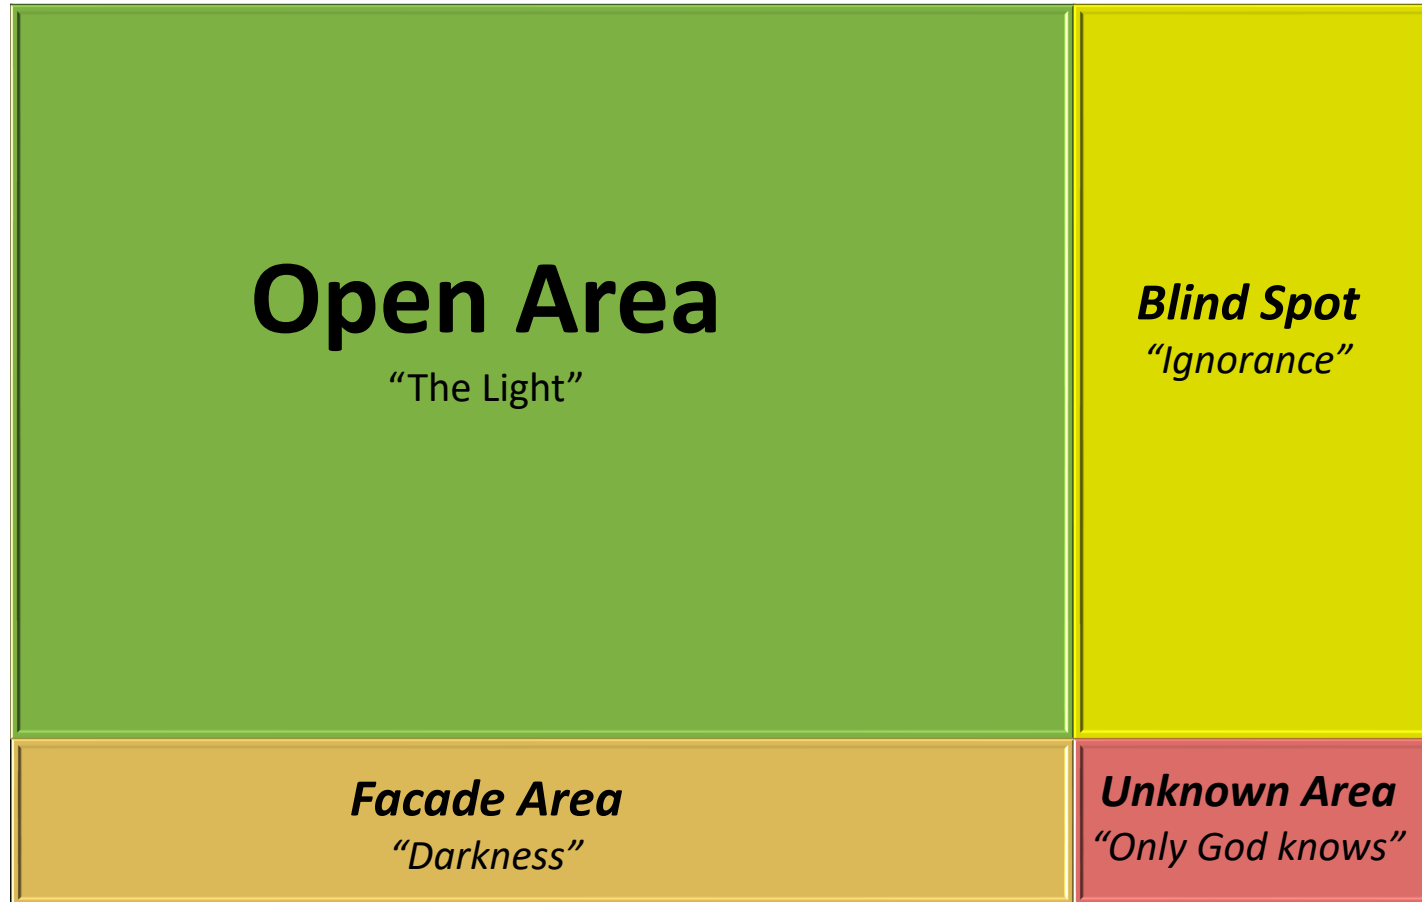 Open Area
“The Light”
Blind Spot
“Ignorance”
Facade Area
“Darkness”
Unknown Area
“Only God knows”